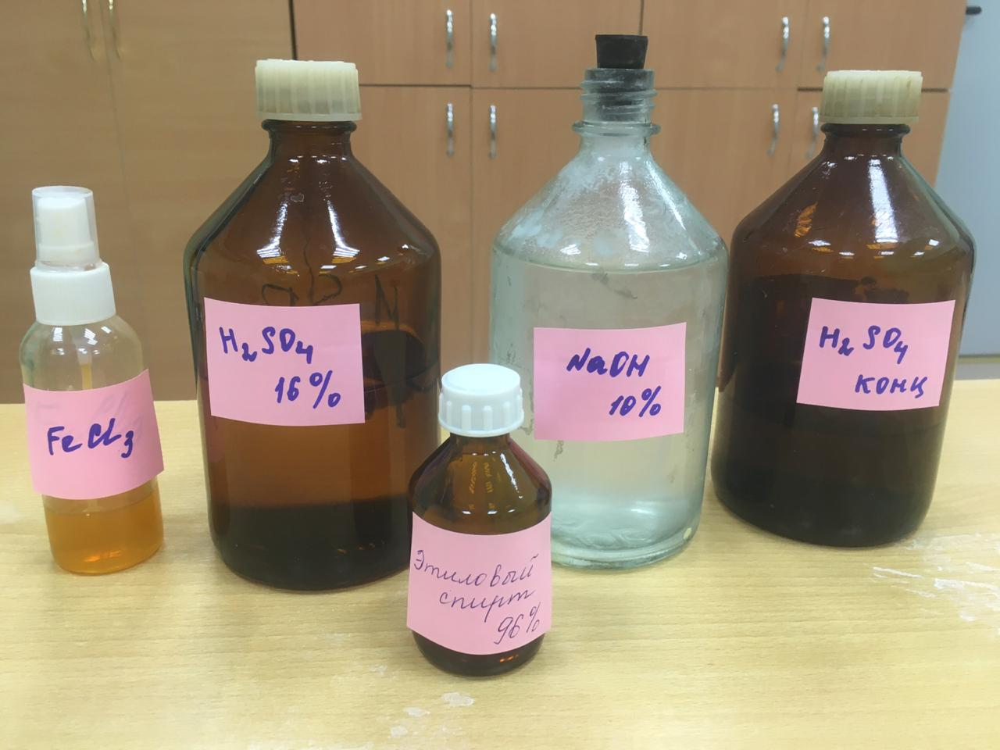 FeCl₃
H₂SO₄
16%
Этиловый
спирт
96%
NaOH
10%
H₂SO₄
конц